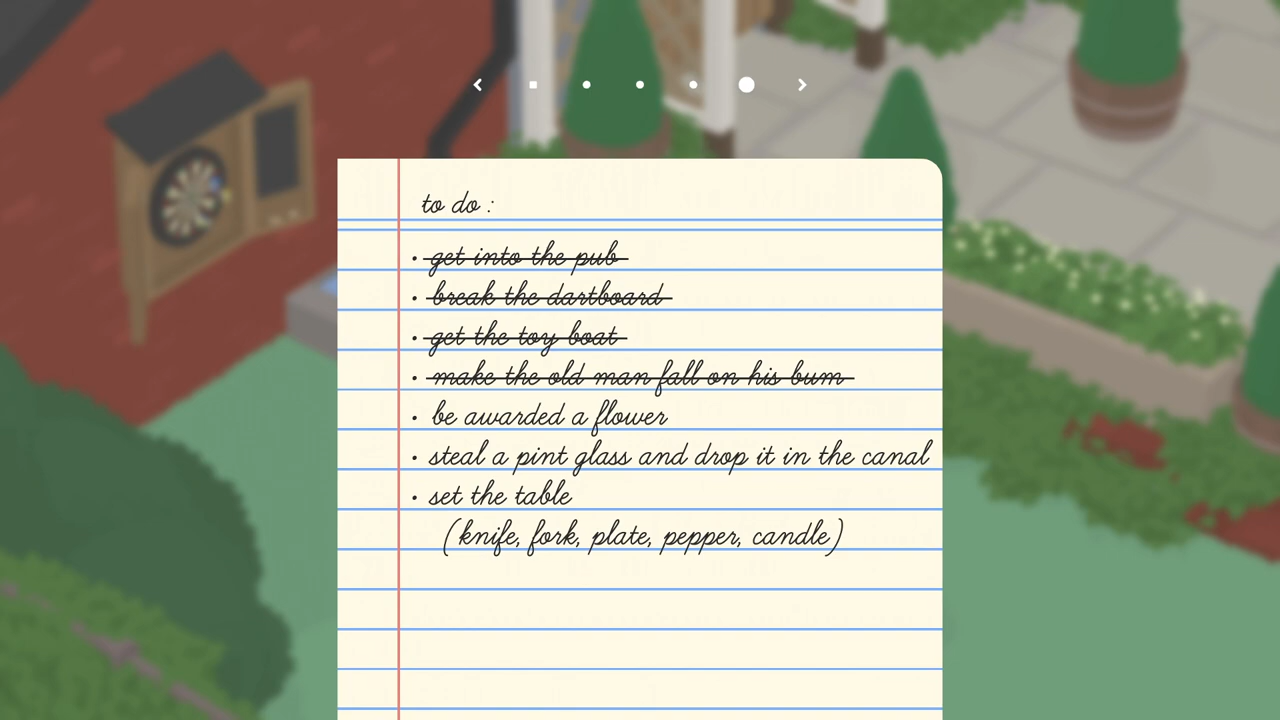 to do :
• get into the pub
• break the dartboard
• get the toy boat
• make the old man fall on his bum
• be awarded a flower
• steal a pint glass and drop it in the canal
• set the table
(knife, fork, plate, pepper, candle)